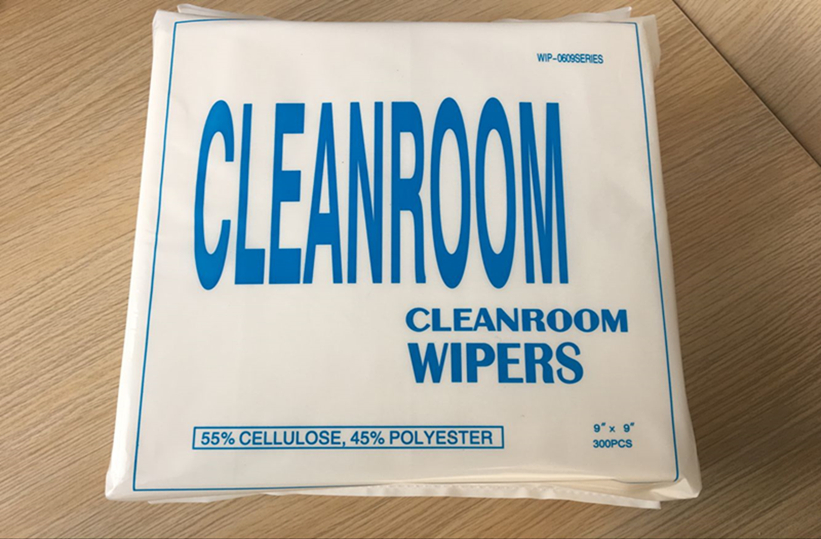 WIP-0609SERIES
CLEANROOM
CLEANROOM
WIPERS
55% CELLULOSE, 45% POLYESTER
9" x 9"
300PCS